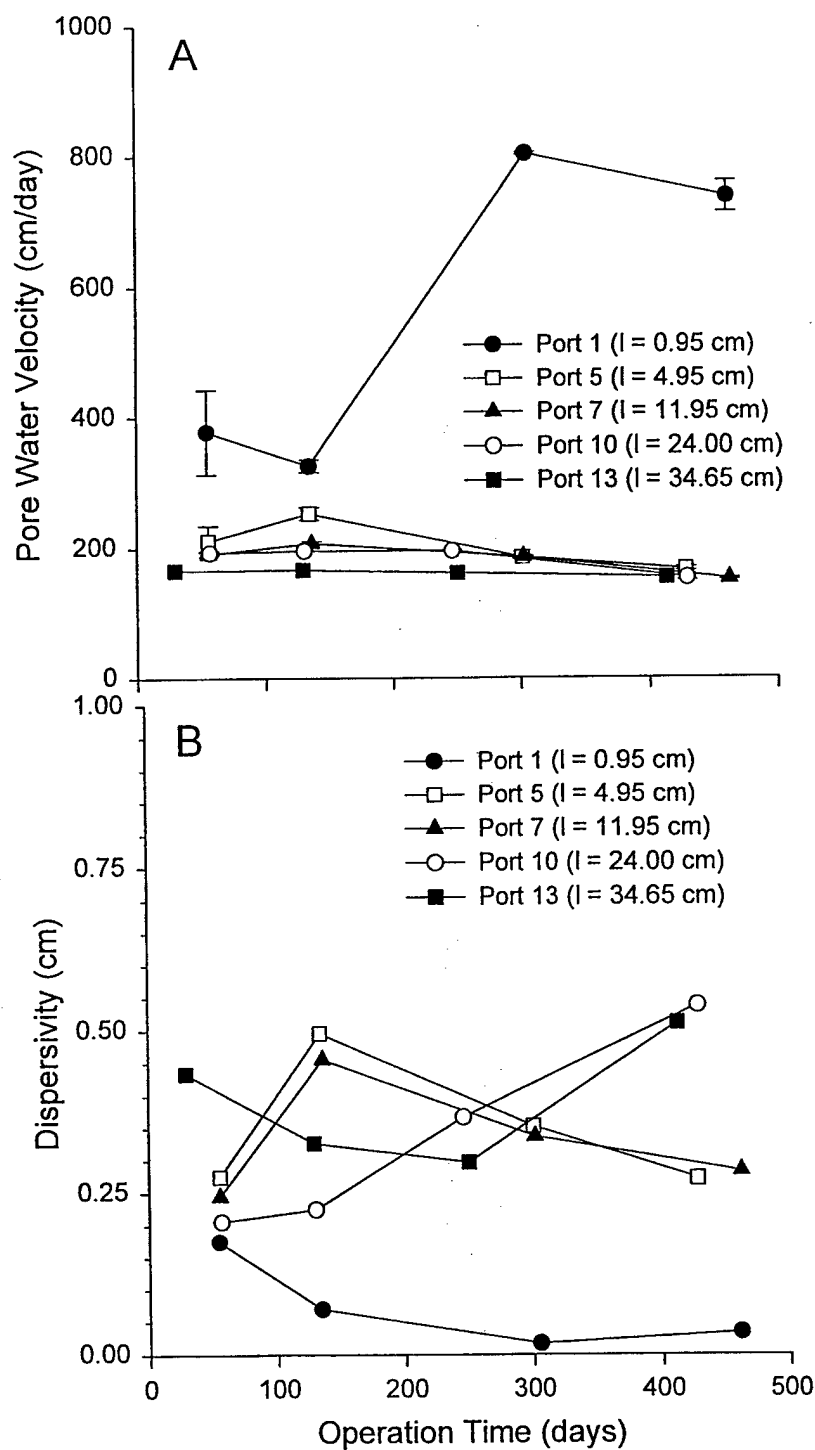 1000
A
800
600
400
200
0
Pore Water Velocity (cm/day)
Port 1 (l = 0.95 cm)
Port 5 (l = 4.95 cm)
Port 7 (l = 11.95 cm)
Port 10 (l = 24.00 cm)
Port 13 (l = 34.65 cm)
1.00
B
0.75
0.50
0.25
0.00
Dispersivity (cm)
Port 1 (l = 0.95 cm)
Port 5 (l = 4.95 cm)
Port 7 (l = 11.95 cm)
Port 10 (l = 24.00 cm)
Port 13 (l = 34.65 cm)
0 100 200 300 400 500
Operation Time (days)